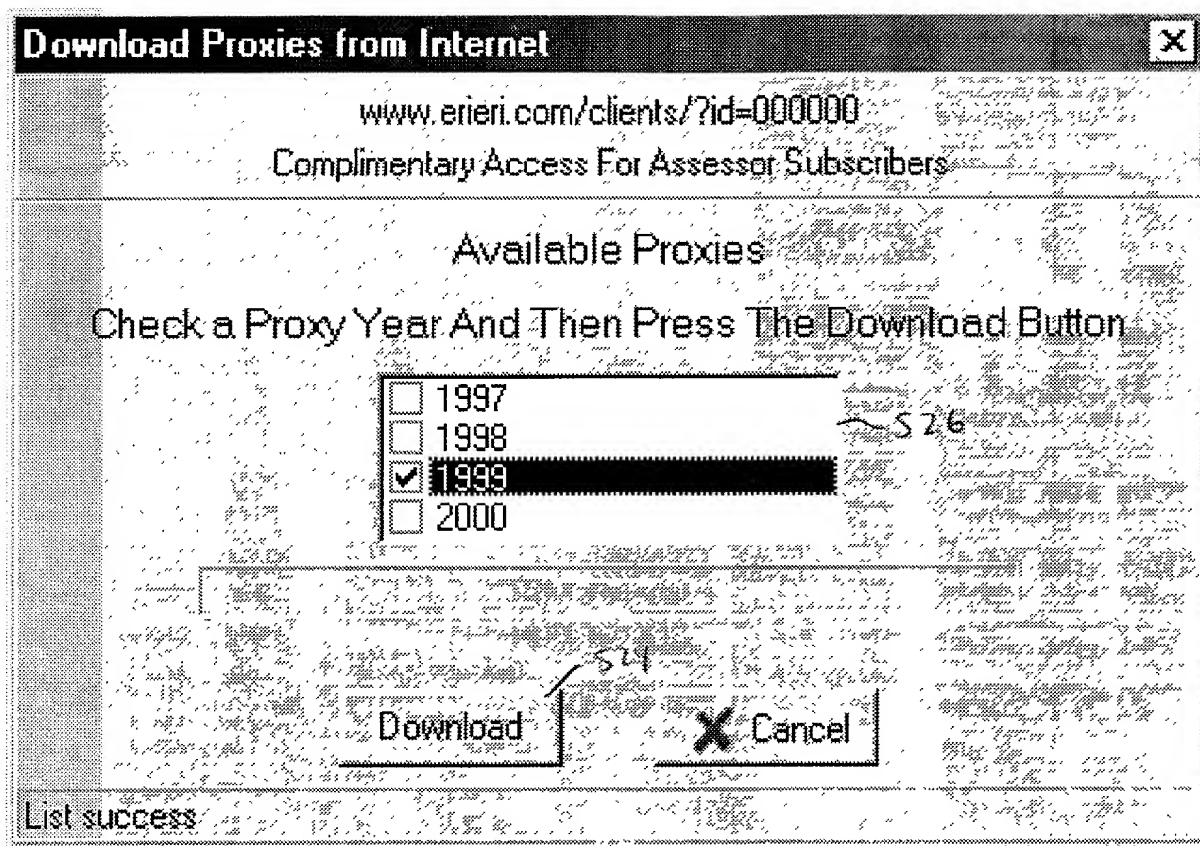 Download Proxies from Internet
www.erieri.com/clients/?id=000000
Complimentary Access For Assessor Subscribers
Available Proxies
Check a Proxy Year And Then Press The Download Button
1997
1998
526
1999
2000
Download
Cancel
List success